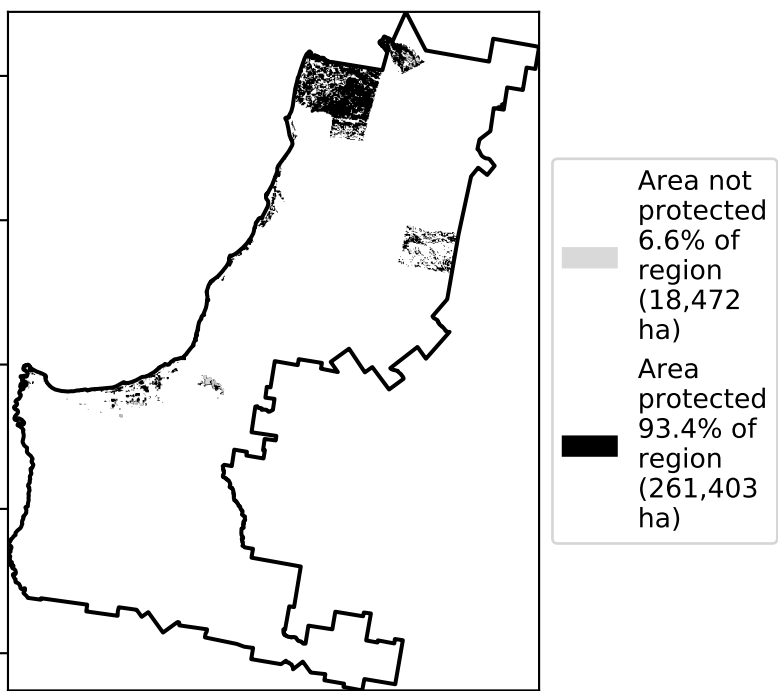 Area not
protected
6.6% of
region
(18,472
ha)
Area
protected
93.4% of
region
(261,403
ha)